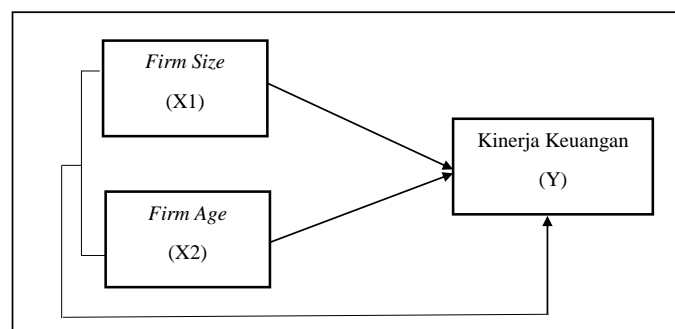 Firm Size
(X1)
Kinerja Keuangan
(Y)
Firm Age
(X2)